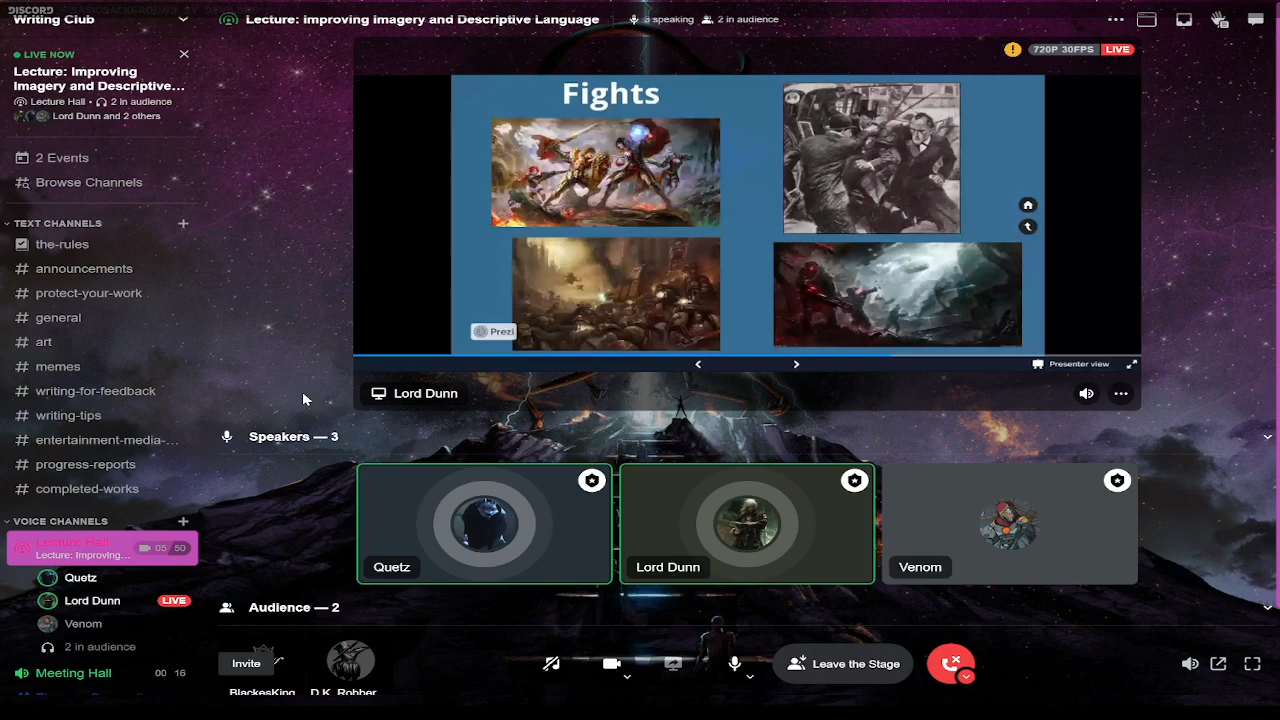 DISCORD
Writing Club
LIVE NOW
Lecture: Improving
Imagery and Descriptive...
Lecture Hall • 2 in audience
Lord Dunn and 2 others
2 Events
Browse Channels
TEXT CHANNELS
the-rules
announcements
protect-your-work
general
art
memes
writing-for-feedback
writing-tips
entertainment-media-...
progress-reports
completed-works
VOICE CHANNELS
Lecture Hall
Lecture: Improving...
05 50
Quetz
Lord Dunn LIVE
Venom
2 in audience
Meeting Hall 00 16
Lecture: Improving Imagery and Descriptive Language
3 speaking 2 in audience
720P 30FPS LIVE
Fights
Prezi
Presenter view
Lord Dunn
Speakers — 3
Quetz
Lord Dunn
Venom
Audience — 2
Invite
BlackesKing
D.K. Robber
Leave the Stage